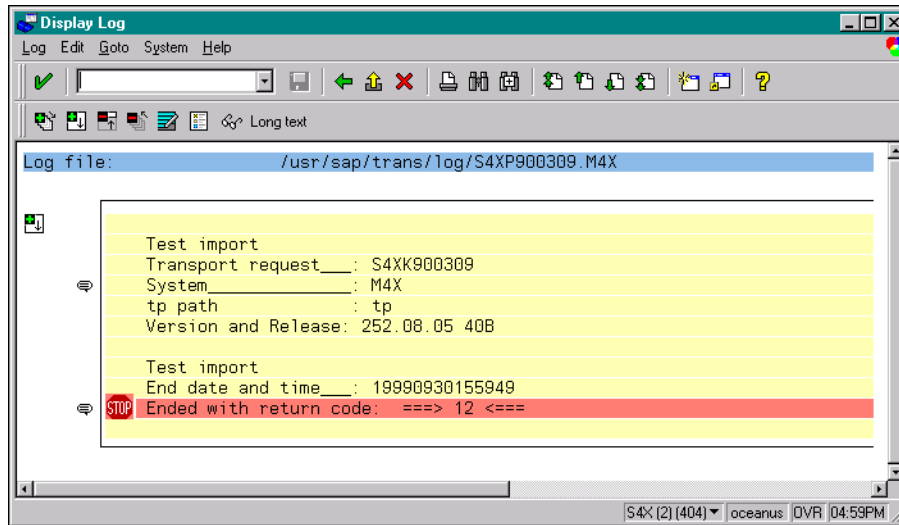 Display Log
Log Edit Goto System Help
Long text
Log file: /usr/sap/trans/log/S4XP900309.M4X
Test import
Transport request___: S4XK900309
System______________: M4X
tp path : tp
Version and Release: 252.08.05 40B
Test import
End date and time___: 19990930155949
STOP Ended with return code: ===> 12 <===
S4X (2) (404) oceanus OVR 04:59PM